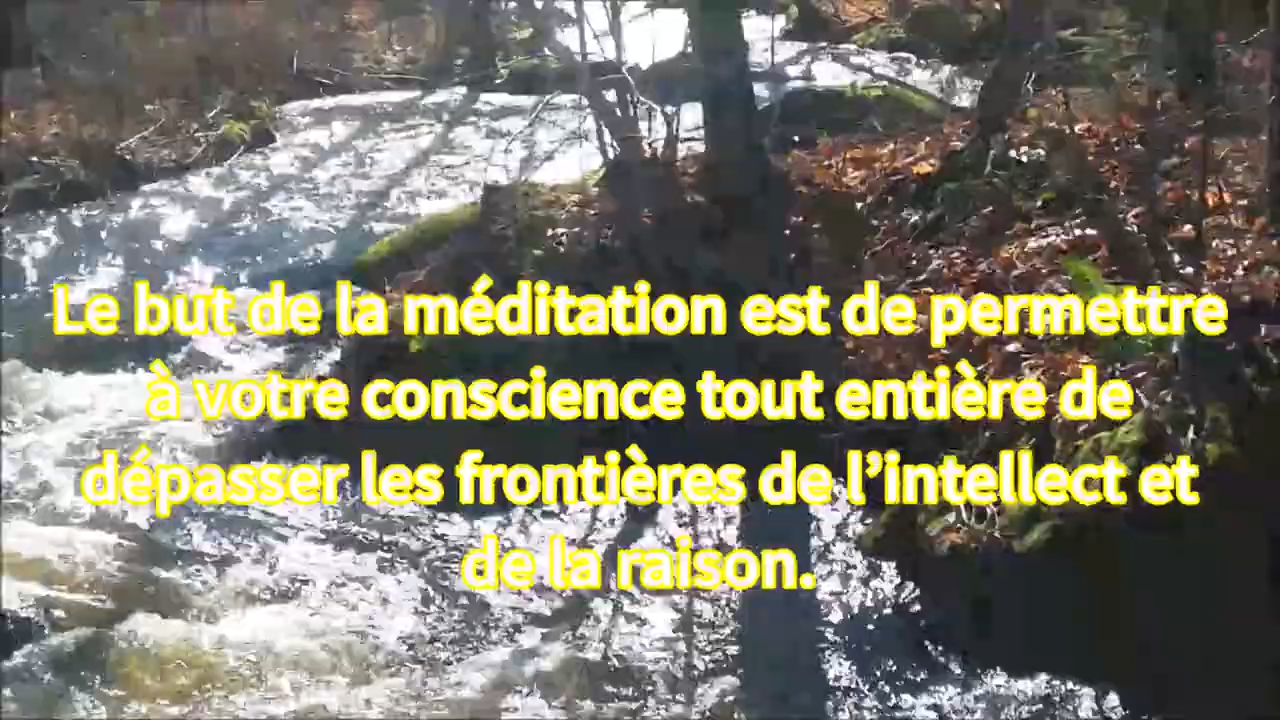 Le but de la méditation est de permettre
à votre conscience tout entière de
dépasser les frontières de l’intellect et
de la raison.